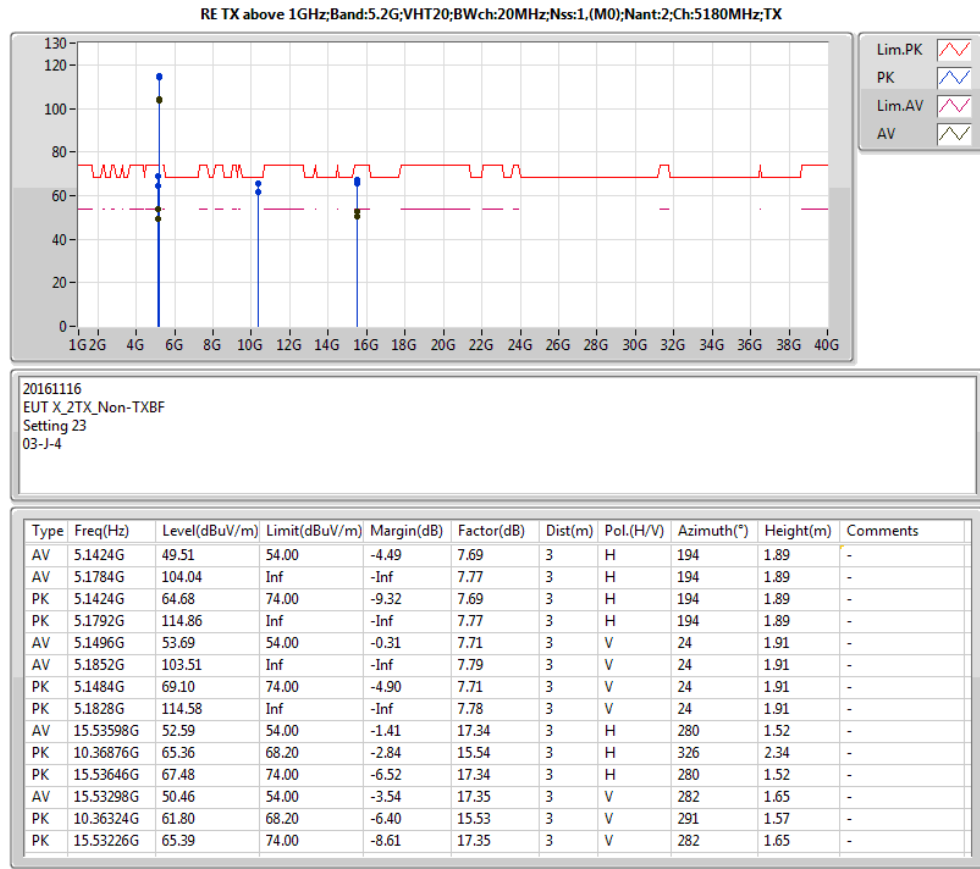 RE TX above 1GHz;Band:5.2G;VHT20;BWch:20MHz;Nss:1,(M0);Nant:2;Ch:5180MHz;TX
130
120
100
80
60
40
20
0
1G 2G 4G 6G 8G 10G 12G 14G 16G 18G 20G 22G 24G 26G 28G 30G 32G 34G 36G 38G 40G
Lim.PK
PK
Lim.AV
AV
20161116
EUT X_2TX_Non-TXBF
Setting 23
03-J-4
Type Freq(Hz) Level(dBuV/m) Limit(dBuV/m) Margin(dB) Factor(dB) Dist(m) Pol.(H/V) Azimuth(°) Height(m) Comments
AV 5.1424G 49.51 54.00 -4.49 7.69 3 H 194 1.89 -
AV 5.1784G 104.04 Inf -Inf 7.77 3 H 194 1.89 -
PK 5.1424G 64.68 74.00 -9.32 7.69 3 H 194 1.89 -
PK 5.1792G 114.86 Inf -Inf 7.77 3 H 194 1.89 -
AV 5.1496G 53.69 54.00 -0.31 7.71 3 V 24 1.91 -
AV 5.1852G 103.51 Inf -Inf 7.79 3 V 24 1.91 -
PK 5.1484G 69.10 74.00 -4.90 7.71 3 V 24 1.91 -
PK 5.1828G 114.58 Inf -Inf 7.78 3 V 24 1.91 -
AV 15.53598G 52.59 54.00 -1.41 17.34 3 H 280 1.52 -
PK 10.36876G 65.36 68.20 -2.84 15.54 3 H 326 2.34 -
PK 15.53646G 67.48 74.00 -6.52 17.34 3 H 280 1.52 -
AV 15.53298G 50.46 54.00 -3.54 17.35 3 V 282 1.65 -
PK 10.36324G 61.80 68.20 -6.40 15.53 3 V 291 1.57 -
PK 15.53226G 65.39 74.00 -8.61 17.35 3 V 282 1.65 -